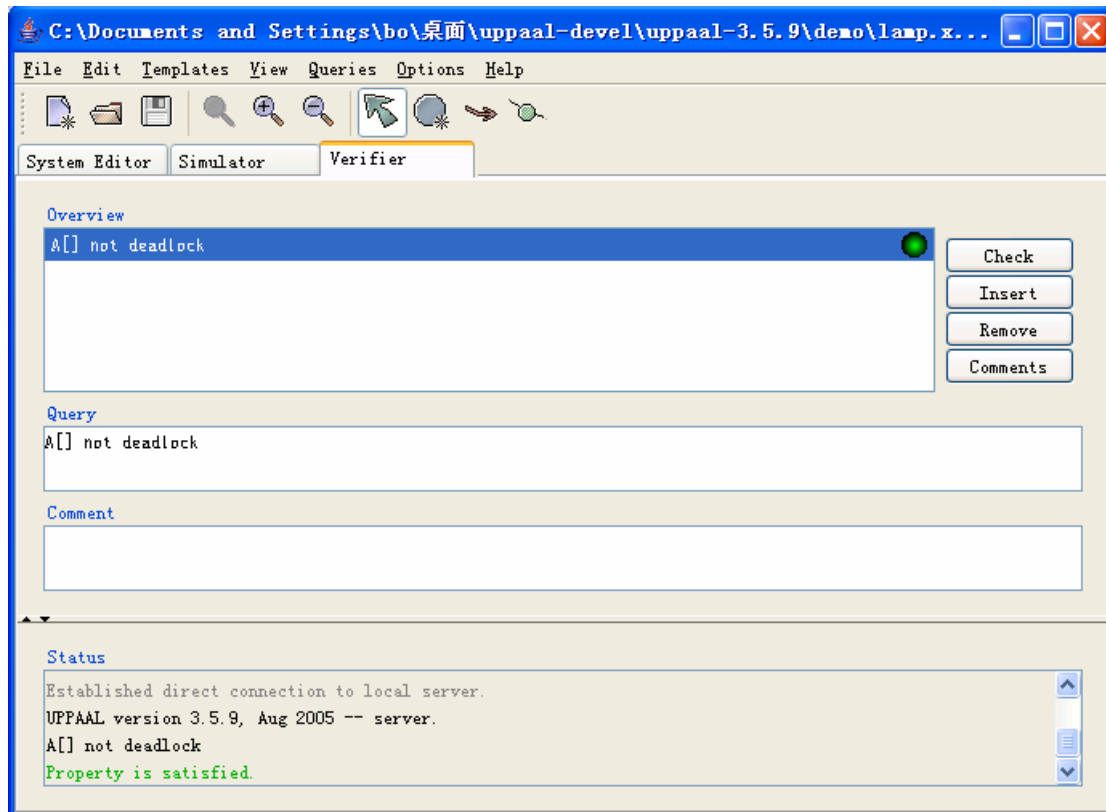 C:\Documents and Settings\bo\桌面\uppaal-devel\uppaal-3.5.9\demo\lamp.x...
File Edit Templates View Queries Options Help
System Editor Simulator Verifier
Overview
A[] not deadlock
Check
Insert
Remove
Comments
Query
A[] not deadlock
Comment
Status
Established direct connection to local server.
UPPAAL version 3.5.9, Aug 2005 -- server.
A[] not deadlock
Property is satisfied.